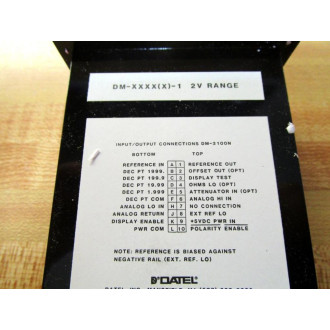 DM-XXXX(X)-1 2V RANGE
INPUT/OUTPUT CONNECTIONS DM-3100N
BOTTOM TOP
REFERENCE IN A 1 REFERENCE OUT
DEC PT 1999. B 2 OFFSET OUT (OPT)
DEC PT 199.9 C 3 DISPLAY TEST
DEC PT 19.99 D 4 OHMS LO (OPT)
DEC PT 1.999 E 5 ATTENUATOR IN (OPT)
DEC PT COM F 6 ANALOG HI IN
ANALOG LO IN H 7 NO CONNECTION
ANALOG RETURN J 8 EXT REF LO
DISPLAY ENABLE K 9 +5VDC PWR IN
PWR COM L 10 POLARITY ENABLE
NOTE: REFERENCE IS BIASED AGAINST
NEGATIVE RAIL (EXT. REF. LO)
DATEL